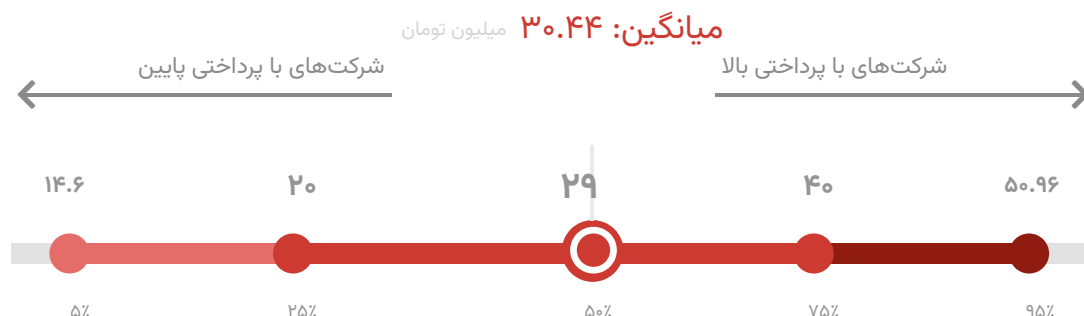 میانگین: ۳۰.۴۴ میلیون تومان
شرکت‌های با پرداختی بالا
شرکت‌های با پرداختی پایین
۱۴.۶ ۲۰ ۲۹ ۴۰ ۵۰.۹۶
۵٪ ۲۵٪ ۵۰٪ ۷۵٪ ۹۵٪